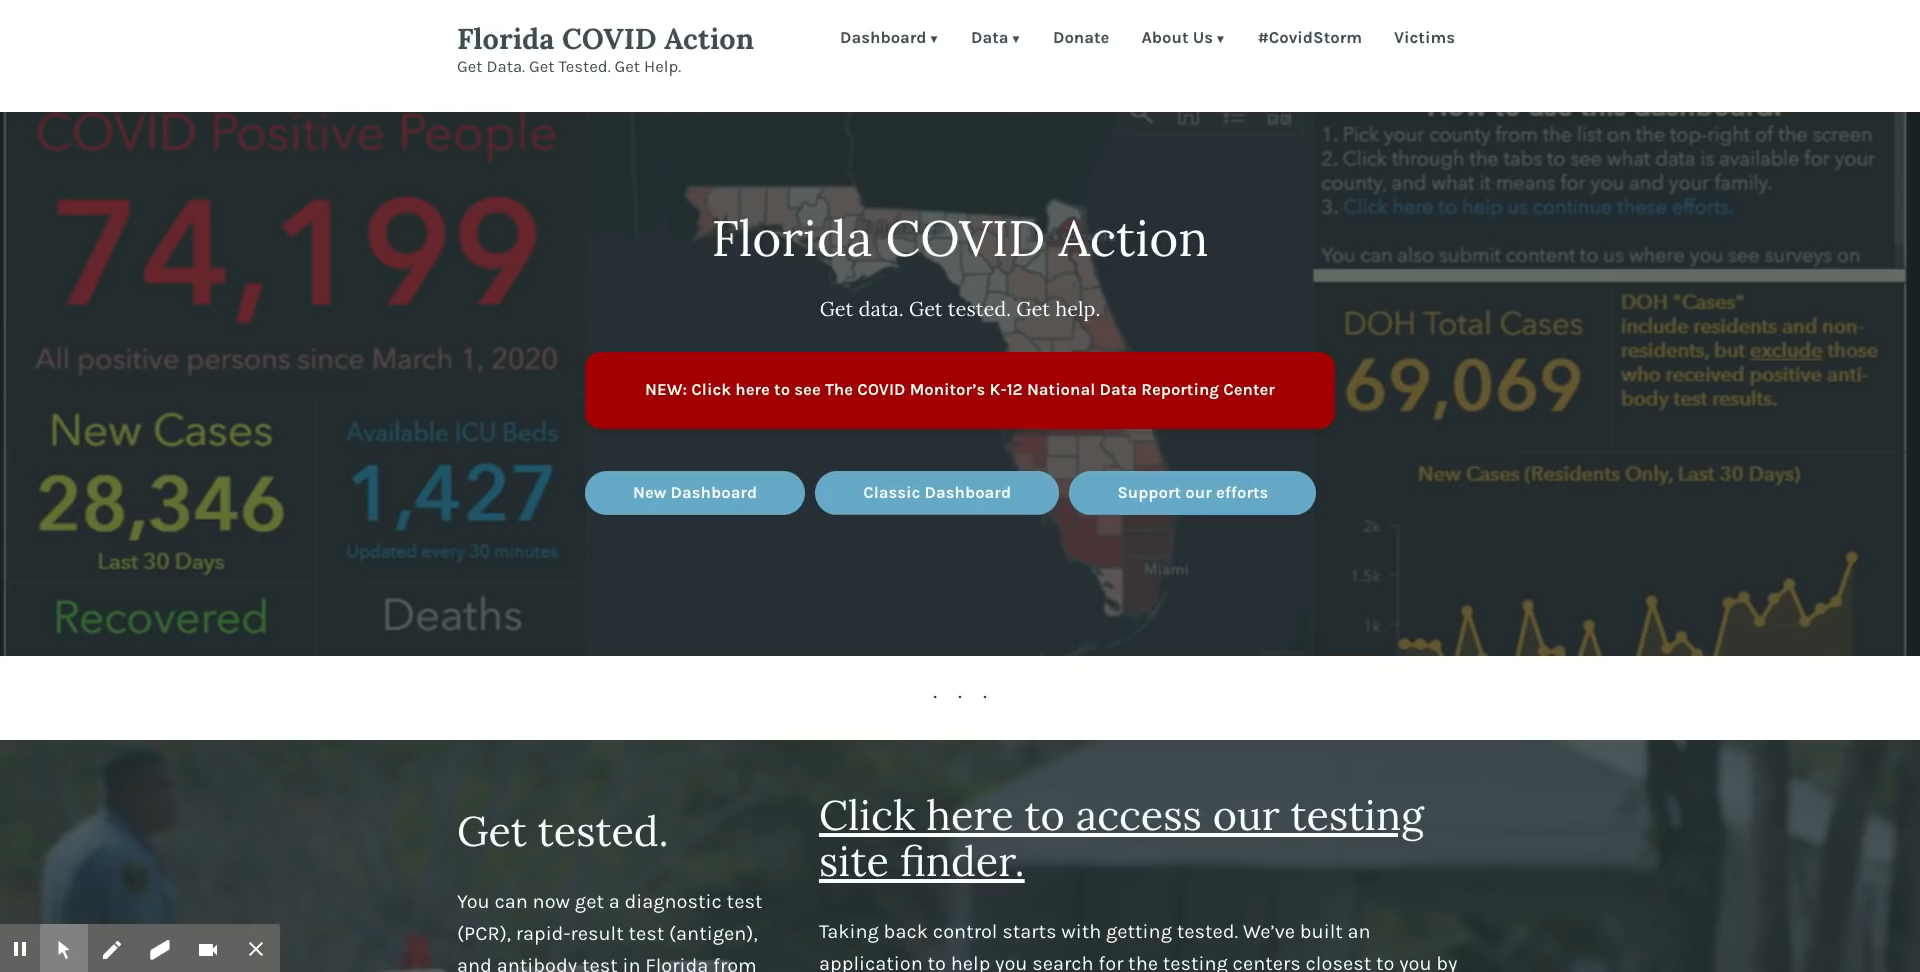 Florida COVID Action
Get Data. Get Tested. Get Help.
Dashboard ▾ Data ▾ Donate About Us ▾ #CovidStorm Victims
COVID Positive People
74,199
All positive persons since March 1, 2020
New Cases
28,346
Last 30 Days
Available ICU Beds
1,427
Updated every 30 minutes
Recovered
Deaths
Florida COVID Action
Get data. Get tested. Get help.
NEW: Click here to see The COVID Monitor’s K-12 National Data Reporting Center
New Dashboard
Classic Dashboard
Support our efforts
Miami
How to use this dashboard:
1. Pick your county from the list on the top-right of the screen
2. Click through the tabs to see what data is available for your
county, and what it means for you and your family.
3. Click here to help us continue these efforts.
You can also submit content to us where you see surveys on
DOH Total Cases
69,069
DOH "Cases"
include residents and non-
residents, but exclude those
who received positive anti-
body test results.
New Cases (Residents Only, Last 30 Days)
2k
1.5k
1k
. . .
Get tested.
You can now get a diagnostic test
(PCR), rapid-result test (antigen),
and antibody test in Florida from
Click here to access our testing
site finder.
Taking back control starts with getting tested. We’ve built an
application to help you search for the testing centers closest to you by